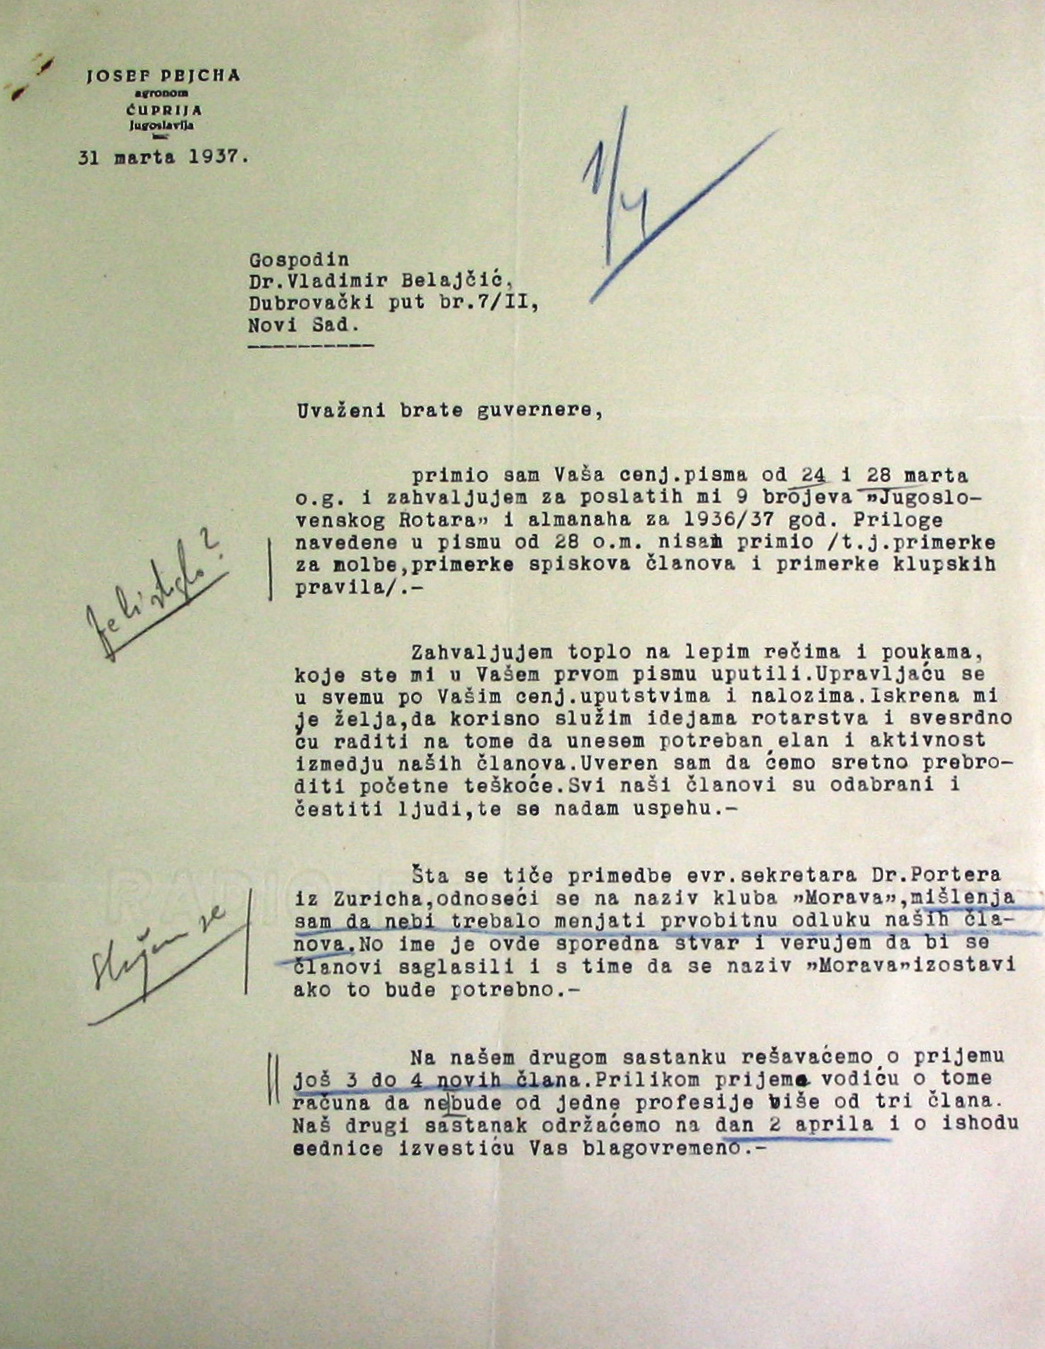 JOSEF PEJCHA
agronom
ĆUPRIJA
Jugoslavija
31 marta 1937.
1/4
Gospodin
Dr.Vladimir Belajčić,
Dubrovački put br.7/II,
Novi Sad.
Uvaženi brate guvernere,
primio sam Vaša cenj.pisma od 24 i 28 marta
o.g. i zahvaljujem za poslatih mi 9 brojeva "Jugoslo-
venskog Rotara" i almanaha za 1936/37 god. Priloge
navedene u pismu od 28 o.m. nisam primio /t.j.primerke
za molbe,primerke spiskova članova i primerke klupskih
pravila/.-
Je li stiglo?
Zahvaljujem toplo na lepim rečima i poukama,
koje ste mi u Vašem prvom pismu uputili.Upravljaću se
u svemu po Vašim cenj.uputstvima i nalozima.Iskrena mi
je želja,da korisno služim idejama rotarstva i svesrdno
ću raditi na tome da unesem potreban elan i aktivnost
izmedju naših članova.Uveren sam da ćemo sretno prebro-
diti početne teškoće.Svi naši članovi su odabrani i
čestiti ljudi,te se nadam uspehu.-
Šta se tiče primedbe evr.sekretara Dr.Portera
iz Zuricha,odnoseći se na naziv kluba "Morava",mišlenja
sam da nebi trebalo menjati prvobitnu odluku naših čla-
nova.No ime je ovde sporedna stvar i verujem da bi se
članovi saglasili i s time da se naziv "Morava"izostavi
ako to bude potrebno.-
Slažem se
Na našem drugom sastanku rešavaćemo o prijemu
još 3 do 4 novih člana.Prilikom prijema vodiću o tome
računa da ne|bude od jedne profesije više od tri člana.
Naš drugi sastanak održaćemo na dan 2 aprila i o ishodu
sednice izvestiću Vas blagovremeno.-